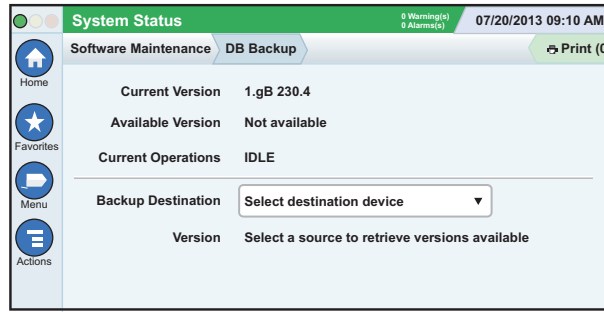 System Status
0 Warning(s)
0 Alarms(s)
07/20/2013 09:10 AM
Software Maintenance DB Backup
Print (0
Home
Favorites
Menu
Actions
Current Version 1.gB 230.4
Available Version Not available
Current Operations IDLE
Backup Destination Select destination device
Version Select a source to retrieve versions available